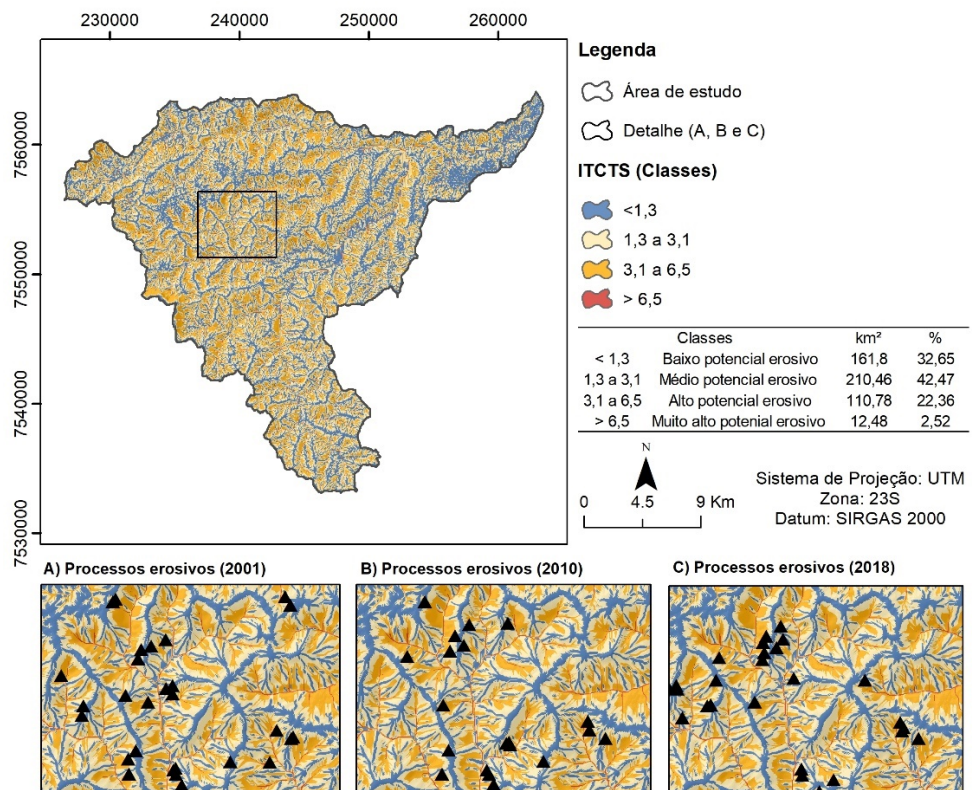 230000 240000 250000 260000
7560000
7550000
7540000
7530000
Legenda
Área de estudo
Detalhe (A, B e C)
ITCTS (Classes)
<1,3
1,3 a 3,1
3,1 a 6,5
> 6,5
Classes km² %
< 1,3 Baixo potencial erosivo 161,8 32,65
1,3 a 3,1 Médio potencial erosivo 210,46 42,47
3,1 a 6,5 Alto potencial erosivo 110,78 22,36
> 6,5 Muito alto potenial erosivo 12,48 2,52
N
0 4.5 9 Km
Sistema de Projeção: UTM
Zona: 23S
Datum: SIRGAS 2000
A) Processos erosivos (2001)
B) Processos erosivos (2010)
C) Processos erosivos (2018)